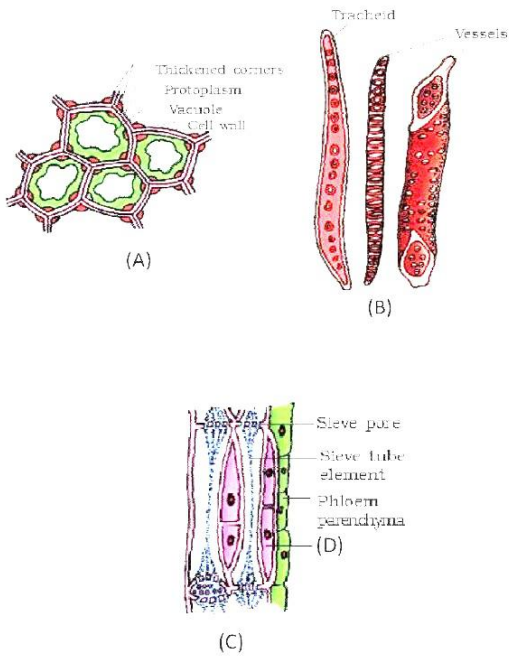 Tracheid
Vessels
Thickened corners
Protoplasm
Vacuole
Cell wall
(A)
(B)
Sieve pore
Sieve tube
element
Phloem
parenchyma
(D)
(C)